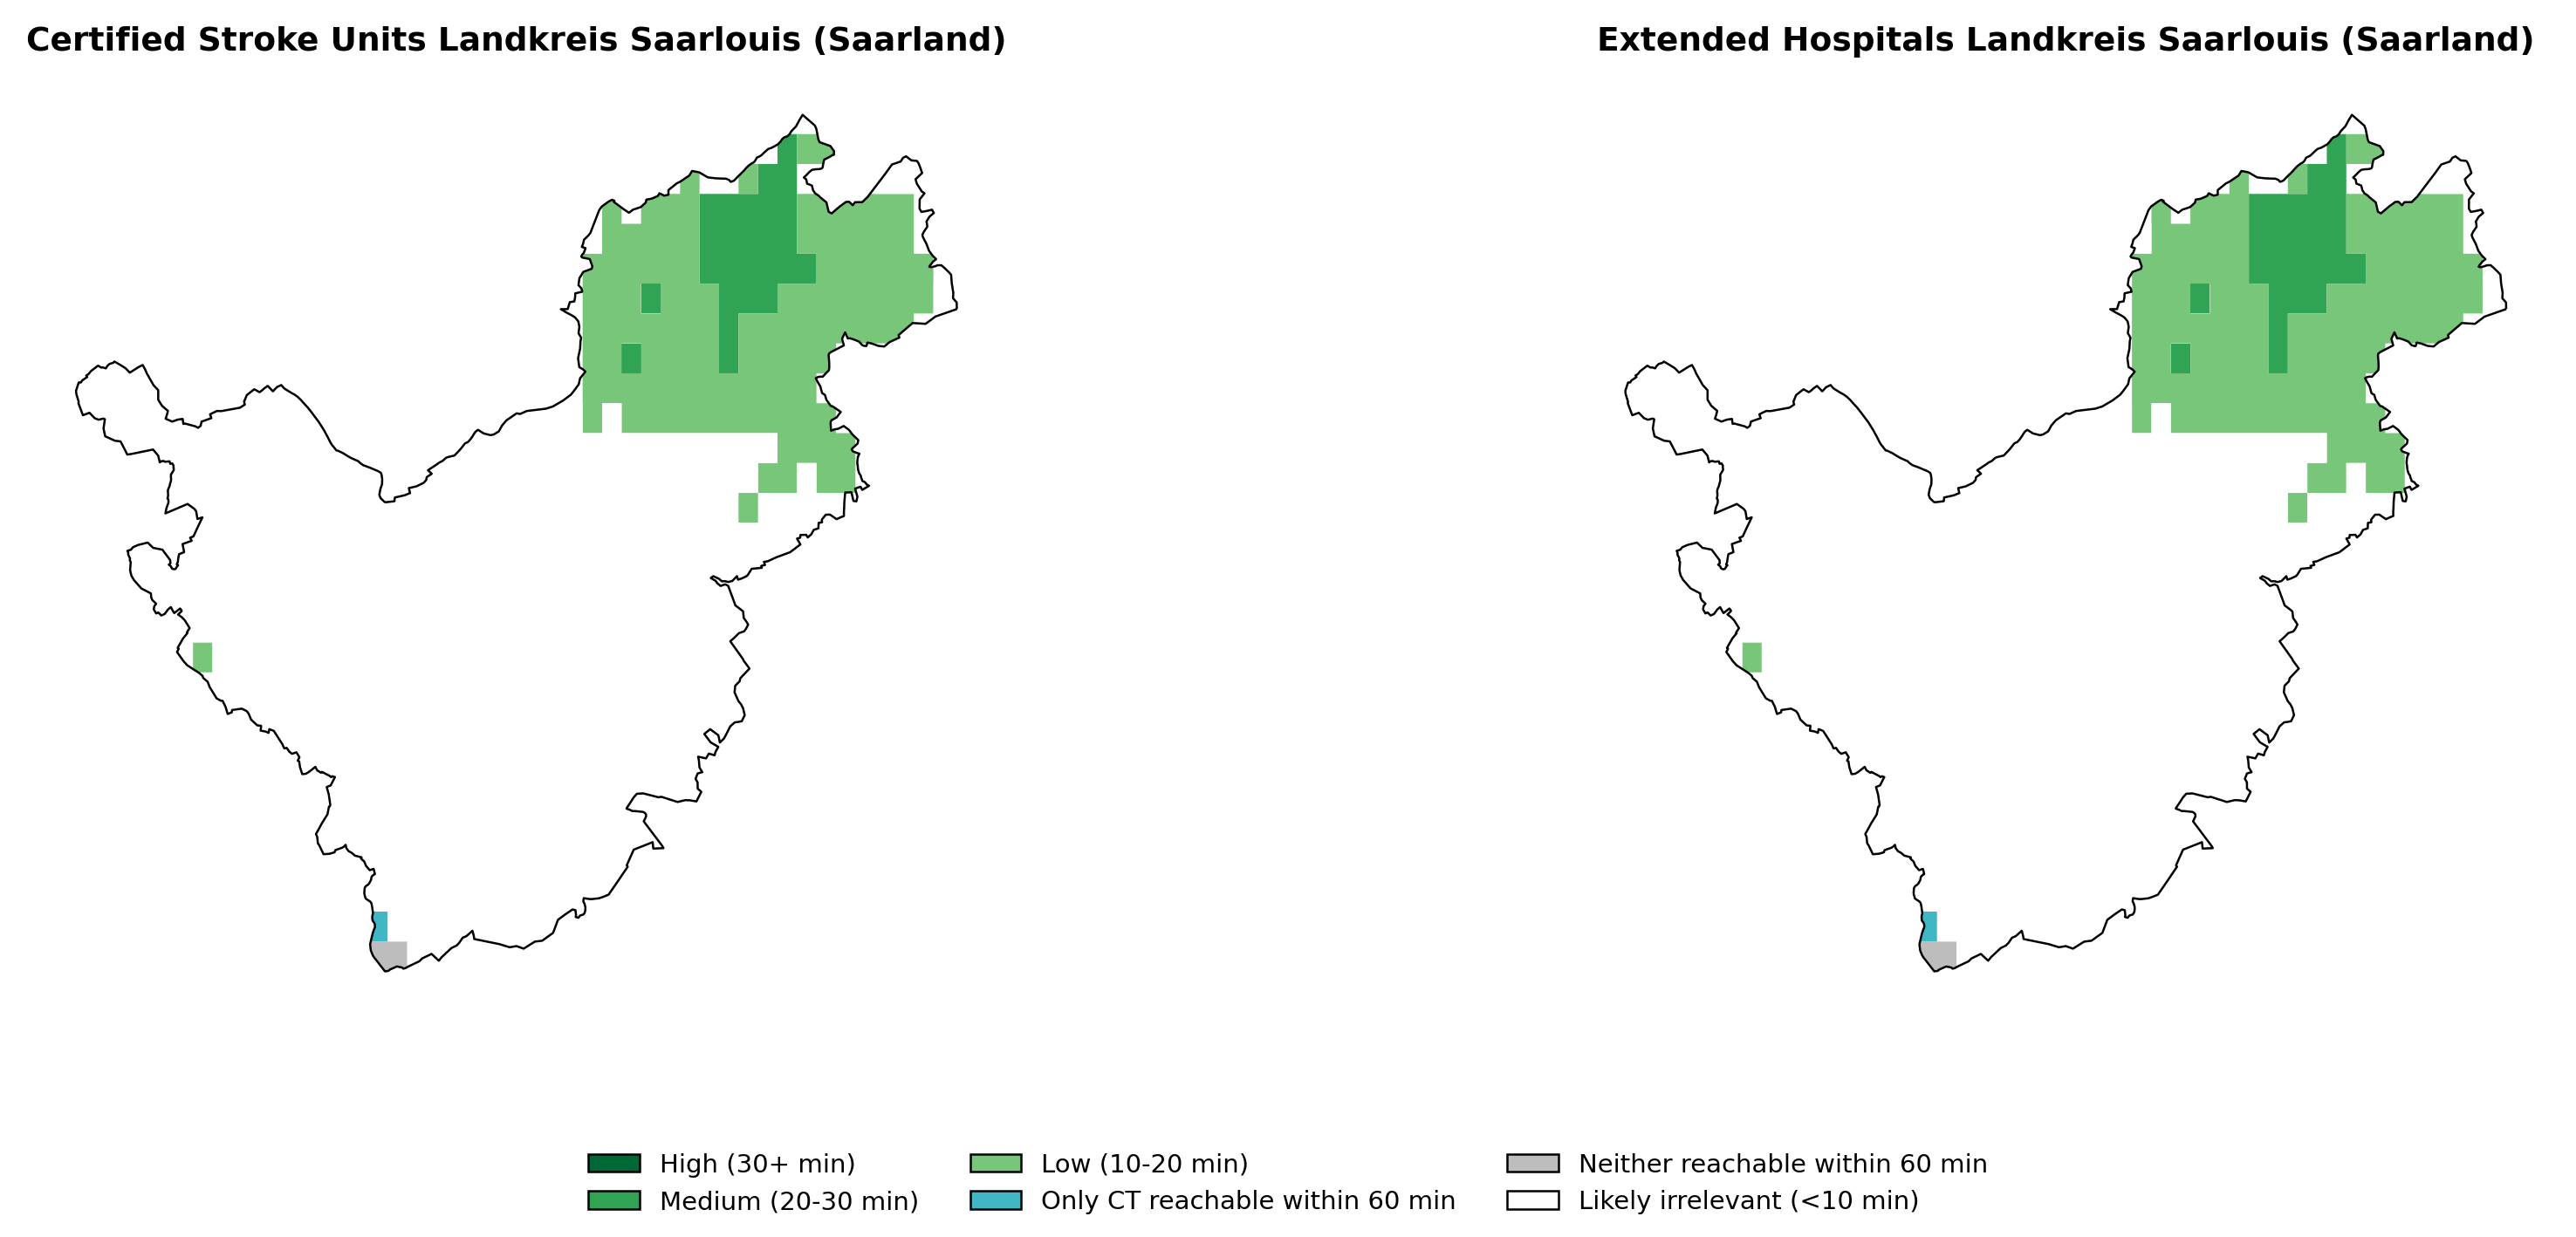 Certified Stroke Units Landkreis Saarlouis (Saarland)
Extended Hospitals Landkreis Saarlouis (Saarland)
High (30+ min)
Medium (20-30 min)
Low (10-20 min)
Only CT reachable within 60 min
Neither reachable within 60 min
Likely irrelevant (<10 min)